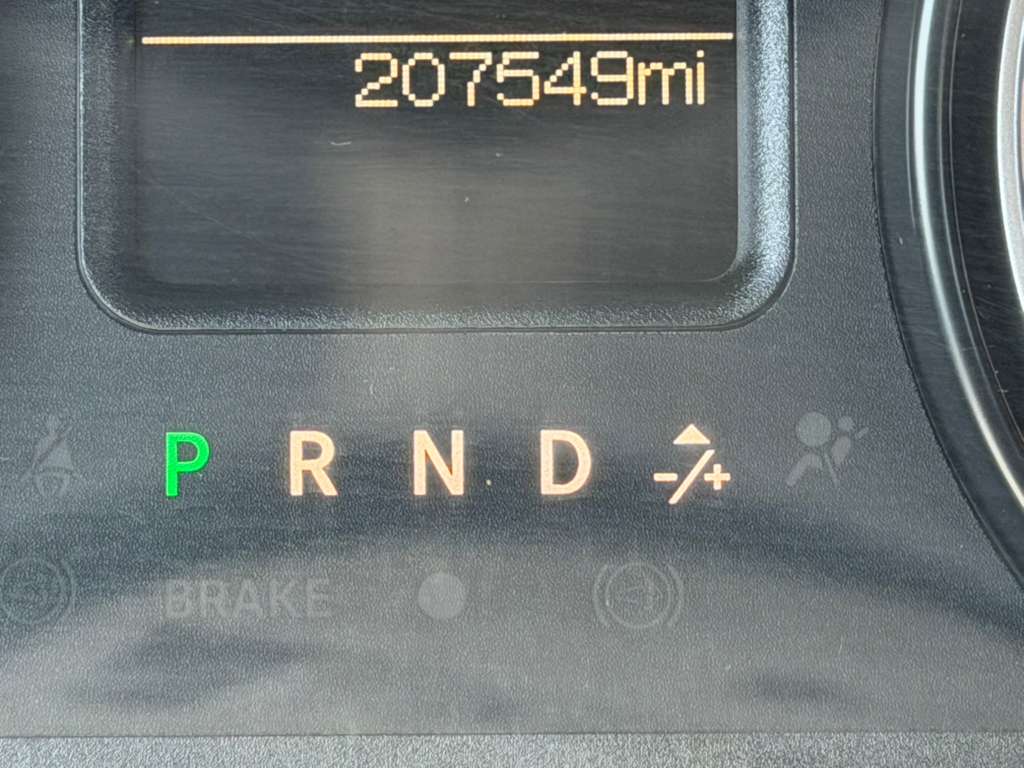 207549mi
P R N D -/+
BRAKE